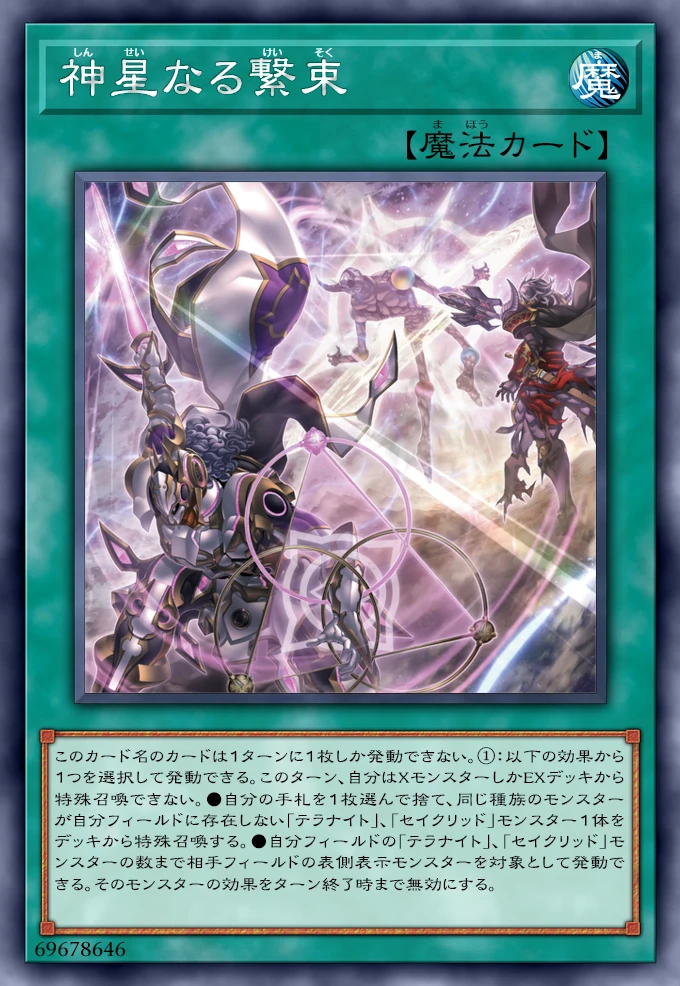 しん せい けい そく
神星なる繋束
ま
魔
ま ほう
【魔法カード】
このカード名のカードは1ターンに1枚しか発動できない。①:以下の効果から
1つを選択して発動できる。このターン、自分はXモンスターしかEXデッキから
特殊召喚できない。●自分の手札を1枚選んで捨て、同じ種族のモンスター
が自分フィールドに存在しない「テラナイト」、「セイクリッド」モンスター1体を
デッキから特殊召喚する。●自分フィールドの「テラナイト」、「セイクリッド」モ
ンスターの数まで相手フィールドの表側表示モンスターを対象として発動で
きる。そのモンスターの効果をターン終了時まで無効にする。
69678646